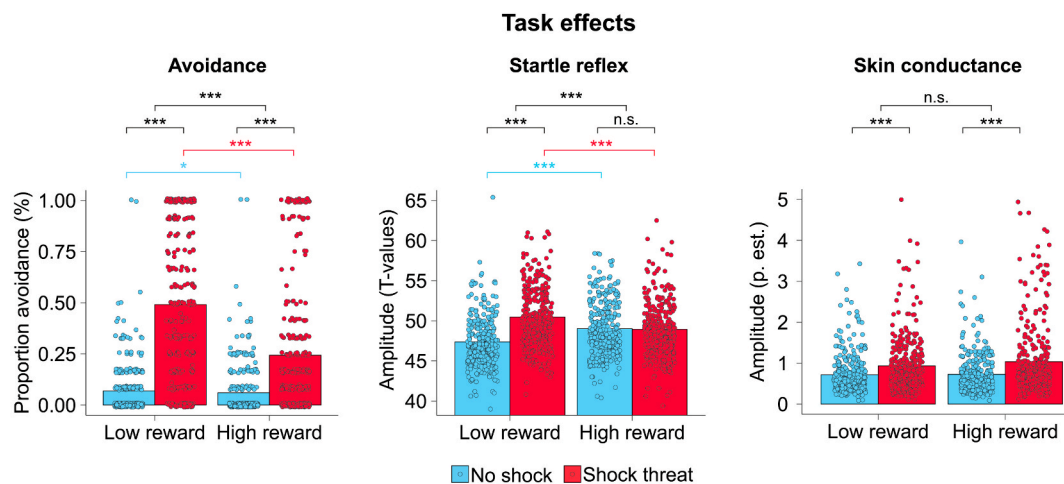 Task effects
Avoidance
***
*** ***
***
*
Proportion avoidance (%)
1.00
0.75
0.50
0.25
0.00
Low reward High reward
Startle reflex
***
*** n.s.
***
***
Amplitude (T-values)
65
60
55
50
45
40
Low reward High reward
Skin conductance
n.s.
*** ***
Amplitude (p. est.)
5
4
3
2
1
0
Low reward High reward
No shock Shock threat